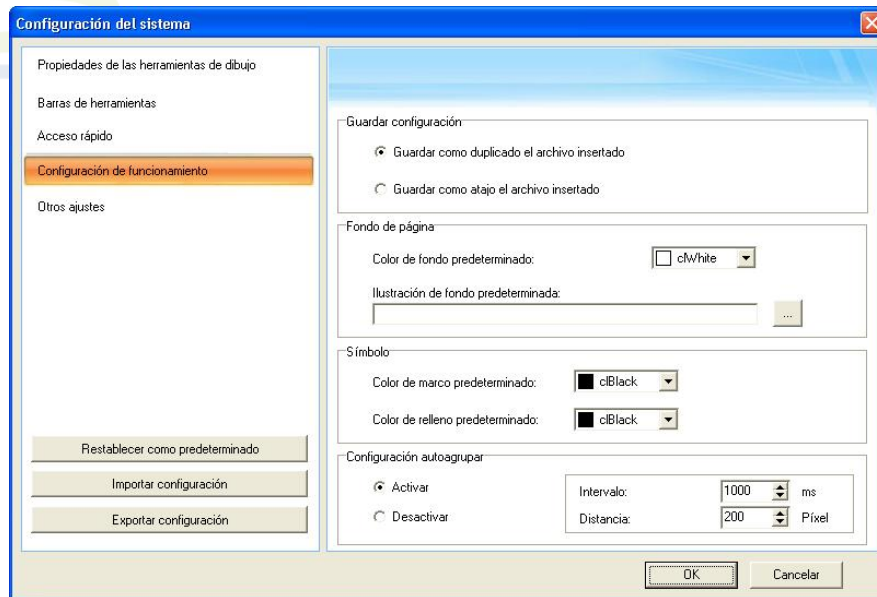 Configuración del sistema
Propiedades de las herramientas de dibujo
Barras de herramientas
Acceso rápido
Configuración de funcionamiento
Otros ajustes
Restablecer como predeterminado
Importar configuración
Exportar configuración
Guardar configuración
Guardar como duplicado el archivo insertado
Guardar como atajo el archivo insertado
Fondo de página
Color de fondo predeterminado: clWhite
Ilustración de fondo predeterminada:
...
Símbolo
Color de marco predeterminado: clBlack
Color de relleno predeterminado: clBlack
Configuración autoagrupar
Activar
Desactivar
Intervalo: 1000 ms
Distancia: 200 Píxel
OK Cancelar